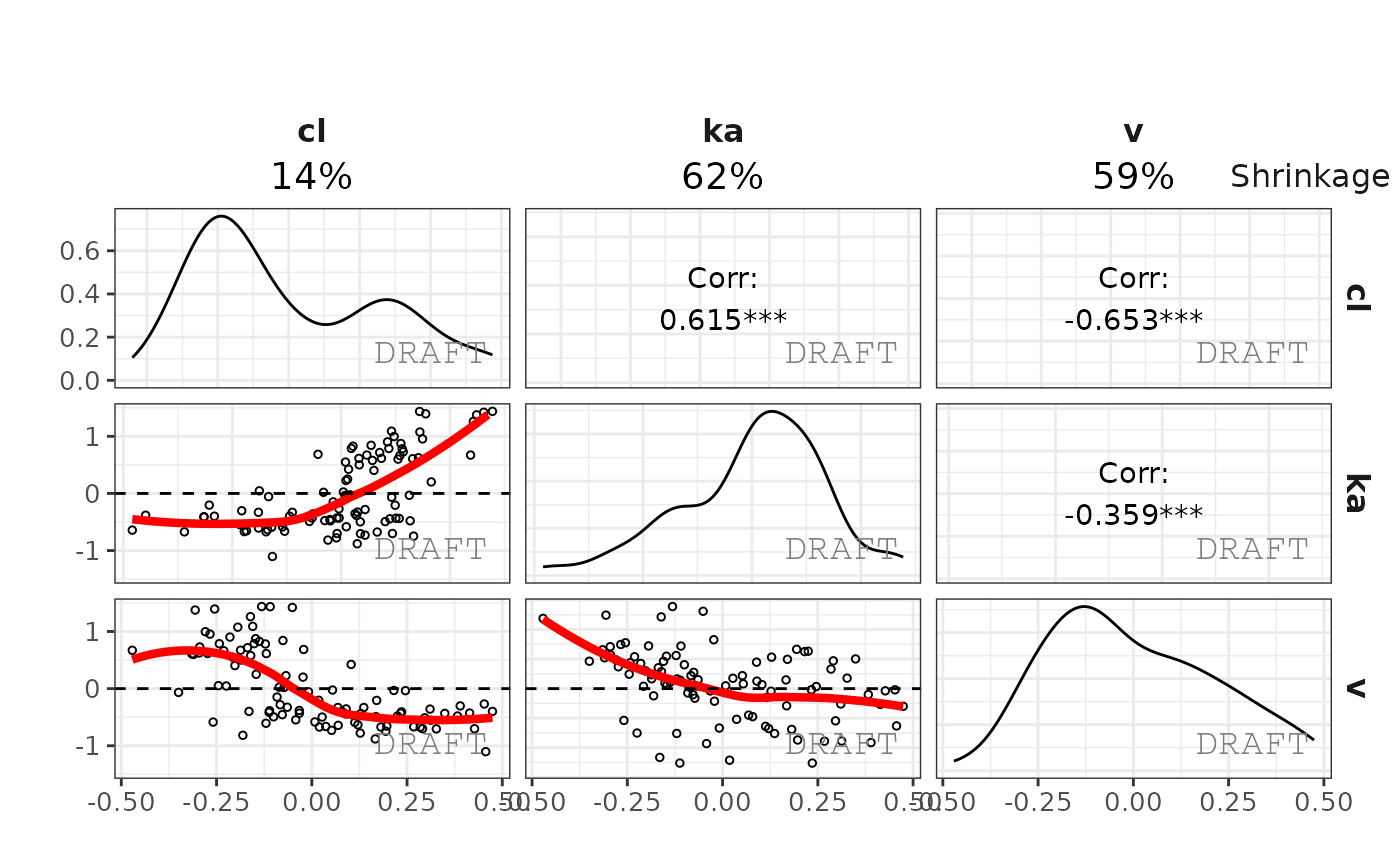 cl ka v
14% 62% 59% Shrinkage
0.6
0.4
0.2
0.0
DRAFT
Corr:
0.615***
DRAFT
Corr:
-0.653***
DRAFT
cl
1
0
-1
DRAFT
DRAFT
Corr:
-0.359***
DRAFT
ka
1
0
-1
DRAFT
DRAFT
DRAFT
v
-0.50 -0.25 0.00 0.25 0.50
-0.50 -0.25 0.00 0.25 0.50
-0.50 -0.25 0.00 0.25 0.50